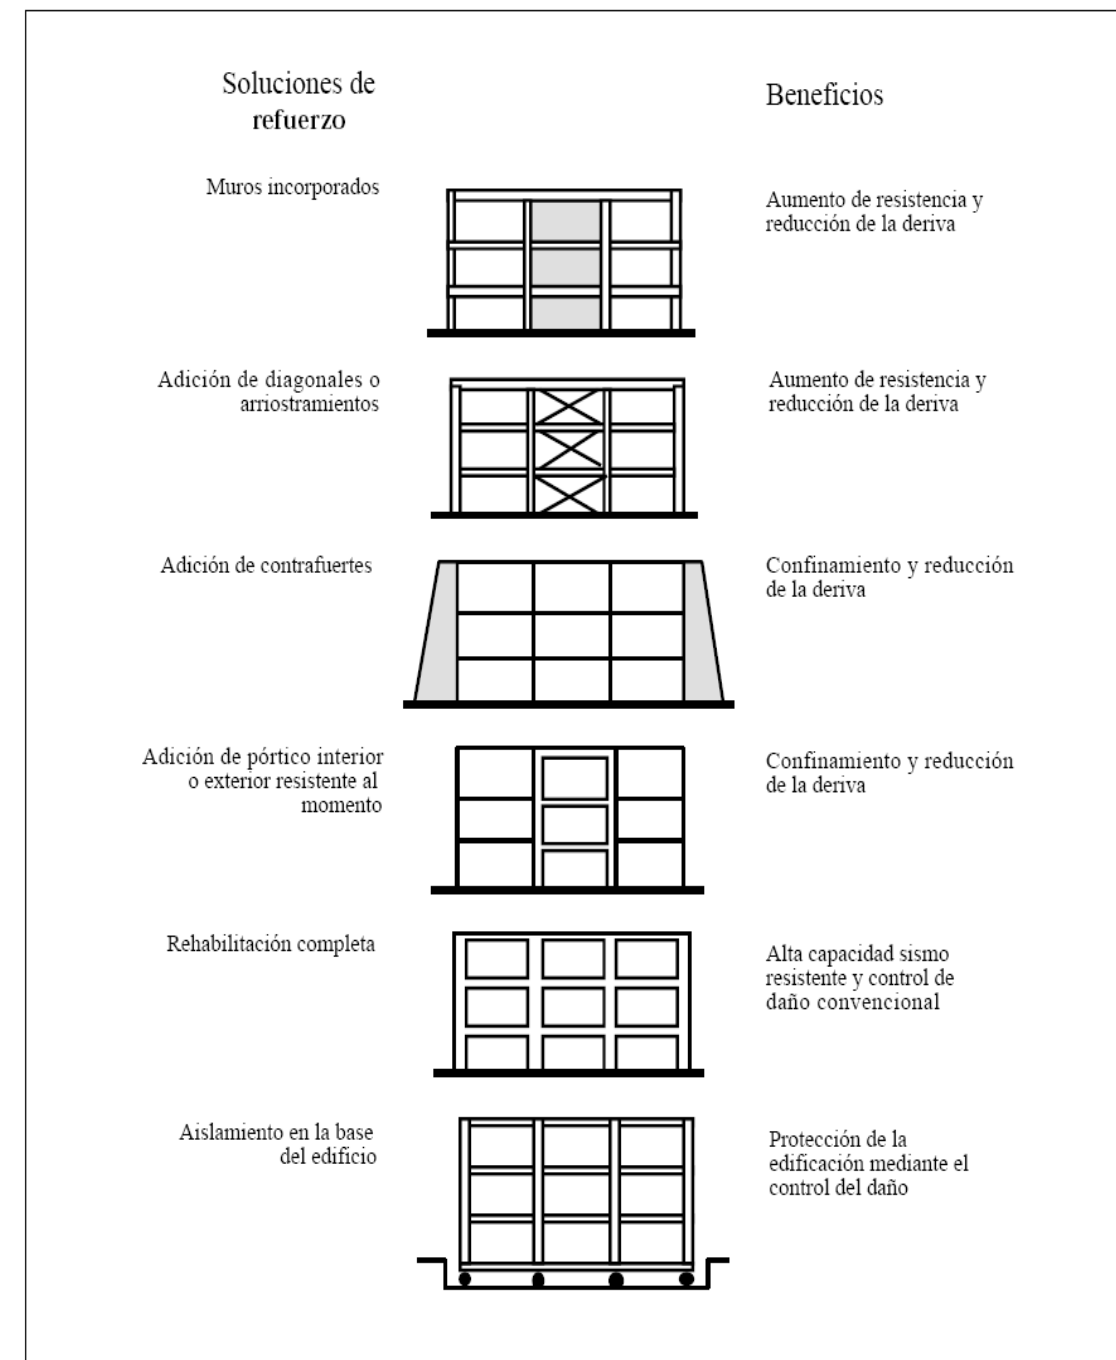 Soluciones de
refuerzo
Beneficios
Muros incorporados
Aumento de resistencia y
reducción de la deriva
Adición de diagonales o
arriostramientos
Aumento de resistencia y
reducción de la deriva
Adición de contrafuertes
Confinamiento y reducción
de la deriva
Adición de pórtico interior
o exterior resistente al
momento
Confinamiento y reducción
de la deriva
Rehabilitación completa
Alta capacidad sismo
resistente y control de
daño convencional
Aislamiento en la base
del edificio
Protección de la
edificación mediante el
control del daño